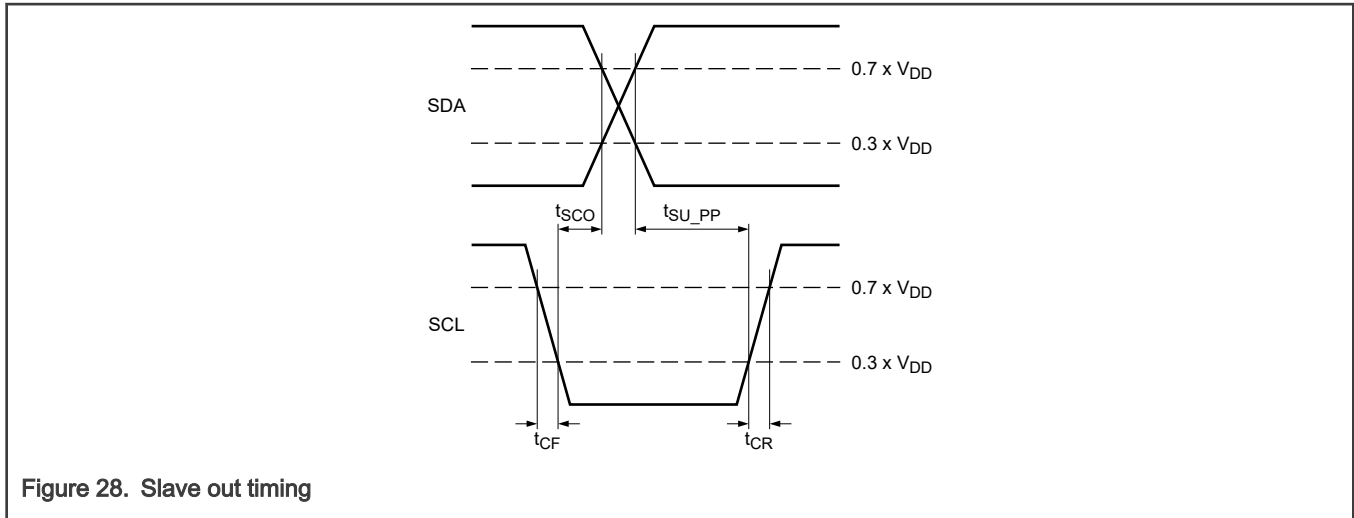 0.7 x VDD
SDA
0.3 x VDD
tSCO
tSU_PP
0.7 x VDD
SCL
0.3 x VDD
tCF
tCR
Figure 28. Slave out timing